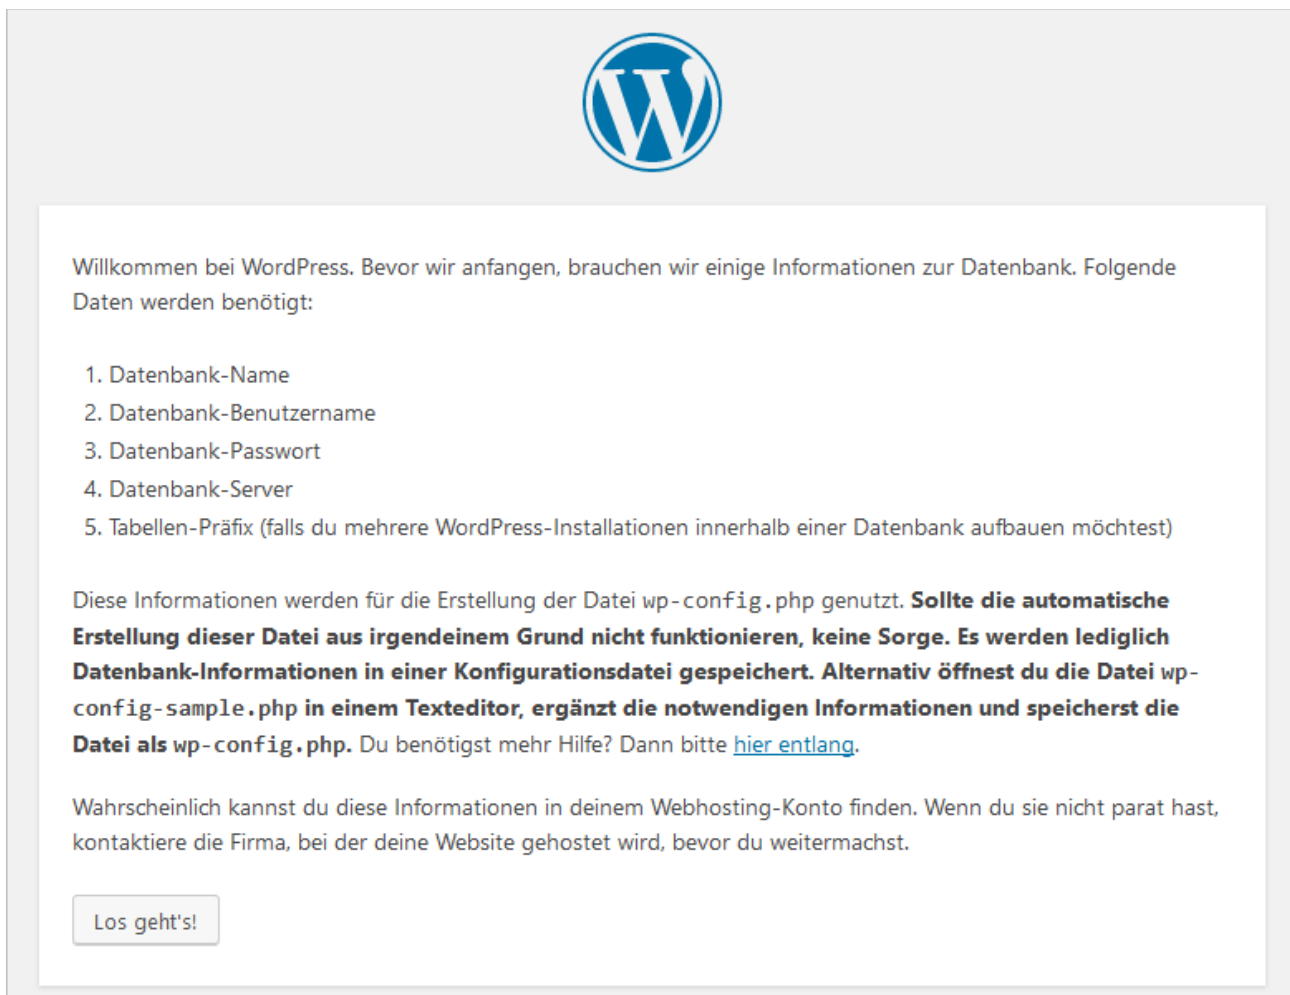 Willkommen bei WordPress. Bevor wir anfangen, brauchen wir einige Informationen zur Datenbank. Folgende
Daten werden benötigt:
1. Datenbank-Name
2. Datenbank-Benutzername
3. Datenbank-Passwort
4. Datenbank-Server
5. Tabellen-Präfix (falls du mehrere WordPress-Installationen innerhalb einer Datenbank aufbauen möchtest)
Diese Informationen werden für die Erstellung der Datei wp-config.php genutzt. Sollte die automatische
Erstellung dieser Datei aus irgendeinem Grund nicht funktionieren, keine Sorge. Es werden lediglich
Datenbank-Informationen in einer Konfigurationsdatei gespeichert. Alternativ öffnest du die Datei wp-
config-sample.php in einem Texteditor, ergänzt die notwendigen Informationen und speicherst die
Datei als wp-config.php. Du benötigst mehr Hilfe? Dann bitte hier entlang.
Wahrscheinlich kannst du diese Informationen in deinem Webhosting-Konto finden. Wenn du sie nicht parat hast,
kontaktiere die Firma, bei der deine Website gehostet wird, bevor du weitermachst.
Los geht's!